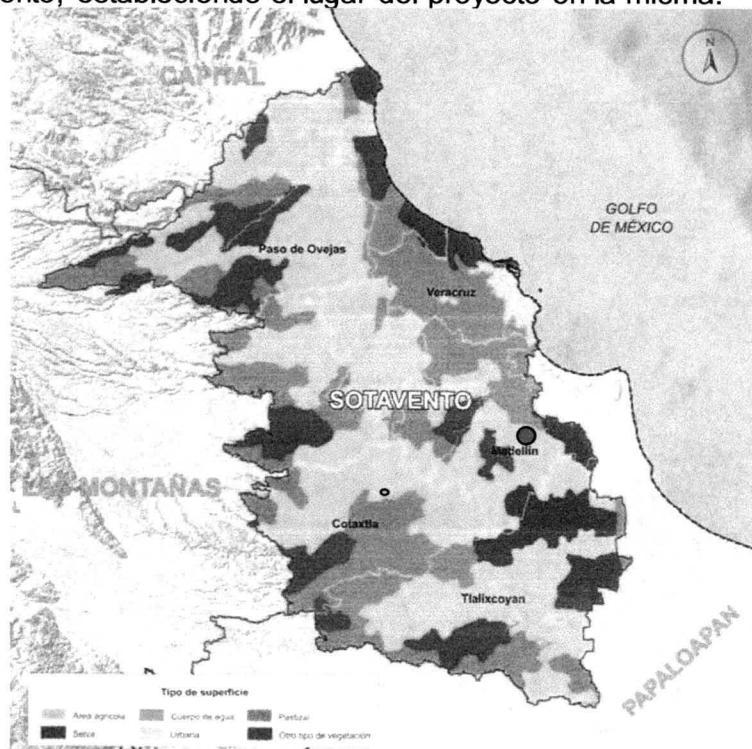 ento, estableciendo el lugar del proyecto en la misma.
N
CAPITAL
GOLFO
DE MÉXICO
Paso de Ovejas
Veracruz
SOTAVENTO
Medellín
LAS MONTAÑAS
Cotaxtla
Tlalixcoyan
PAPALOAPAN
Tipo de superficie
Área agrícola
Cuerpo de agua
Pastizal
Selva
Urbana
Otro tipo de vegetación